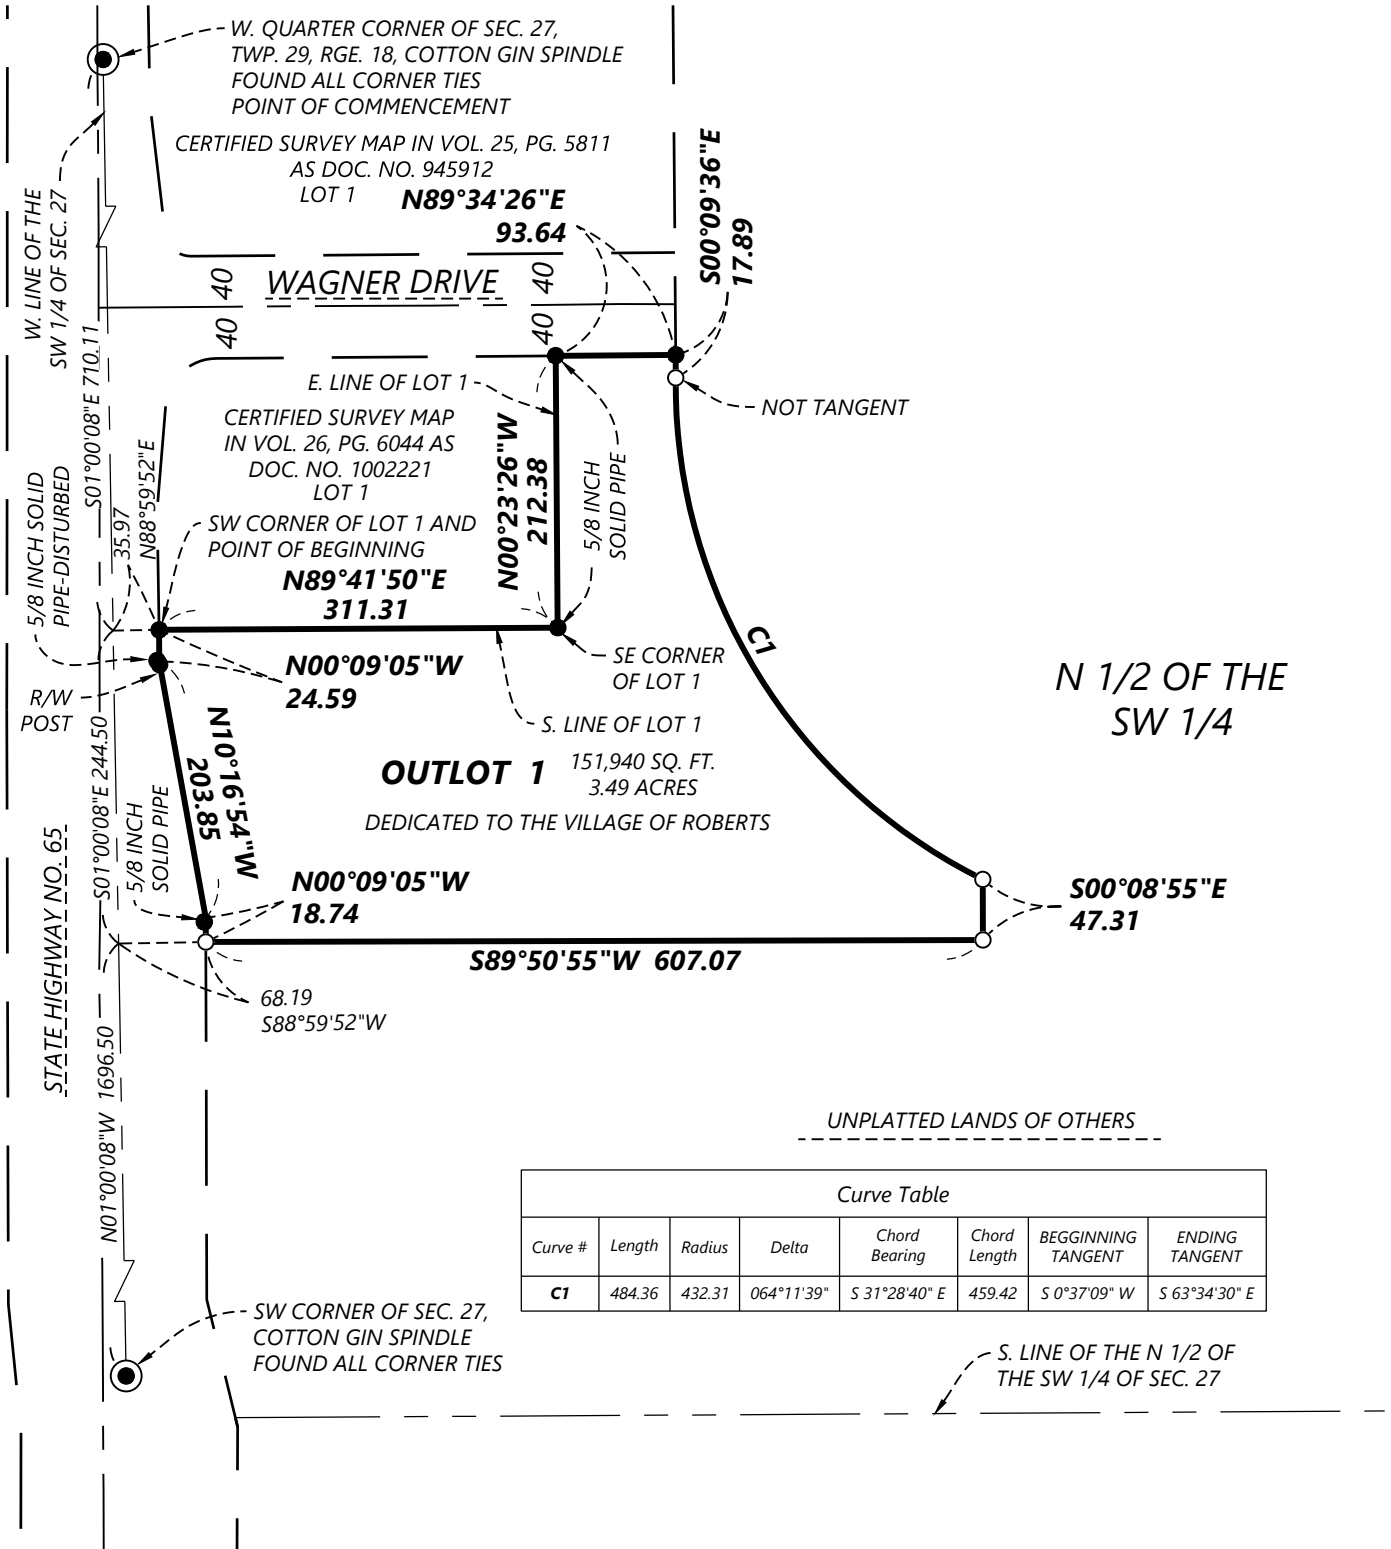 W. QUARTER CORNER OF SEC. 27,
TWP. 29, RGE. 18, COTTON GIN SPINDLE
FOUND ALL CORNER TIES
POINT OF COMMENCEMENT
CERTIFIED SURVEY MAP IN VOL. 25, PG. 5811
AS DOC. NO. 945912
LOT 1
N89°34'26"E
93.64
S00°09'36"E
17.89
W. LINE OF THE
SW 1/4 OF SEC. 27
40
WAGNER DRIVE
40
40
40
S01°00'08"E 710.11
E. LINE OF LOT 1
NOT TANGENT
CERTIFIED SURVEY MAP
IN VOL. 26, PG. 6044 AS
DOC. NO. 1002221
LOT 1
N00°23'26"W
212.38
5/8 INCH
SOLID PIPE
5/8 INCH SOLID
PIPE-DISTURBED
35.97
N88°59'52"E
SW CORNER OF LOT 1 AND
POINT OF BEGINNING
N89°41'50"E
311.31
C1
N00°09'05"W
24.59
SE CORNER
OF LOT 1
N 1/2 OF THE
SW 1/4
R/W
POST
S. LINE OF LOT 1
N10°16'54"W
203.85
OUTLOT 1
151,940 SQ. FT.
3.49 ACRES
DEDICATED TO THE VILLAGE OF ROBERTS
S01°00'08"E 244.50
5/8 INCH
SOLID PIPE
N00°09'05"W
18.74
S00°08'55"E
47.31
S89°50'55"W 607.07
STATE HIGHWAY NO. 65
68.19
S88°59'52"W
N01°00'08"W 1696.50
UNPLATTED LANDS OF OTHERS
Curve Table
Curve # Length Radius Delta Chord Bearing Chord Length BEGGINNING TANGENT ENDING TANGENT
C1 484.36 432.31 064°11'39" S 31°28'40" E 459.42 S 0°37'09" W S 63°34'30" E
SW CORNER OF SEC. 27,
COTTON GIN SPINDLE
FOUND ALL CORNER TIES
S. LINE OF THE N 1/2 OF
THE SW 1/4 OF SEC. 27